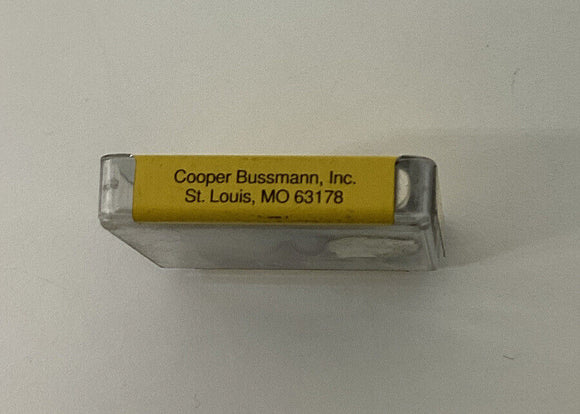 Cooper Bussmann, Inc.
St. Louis, MO 63178